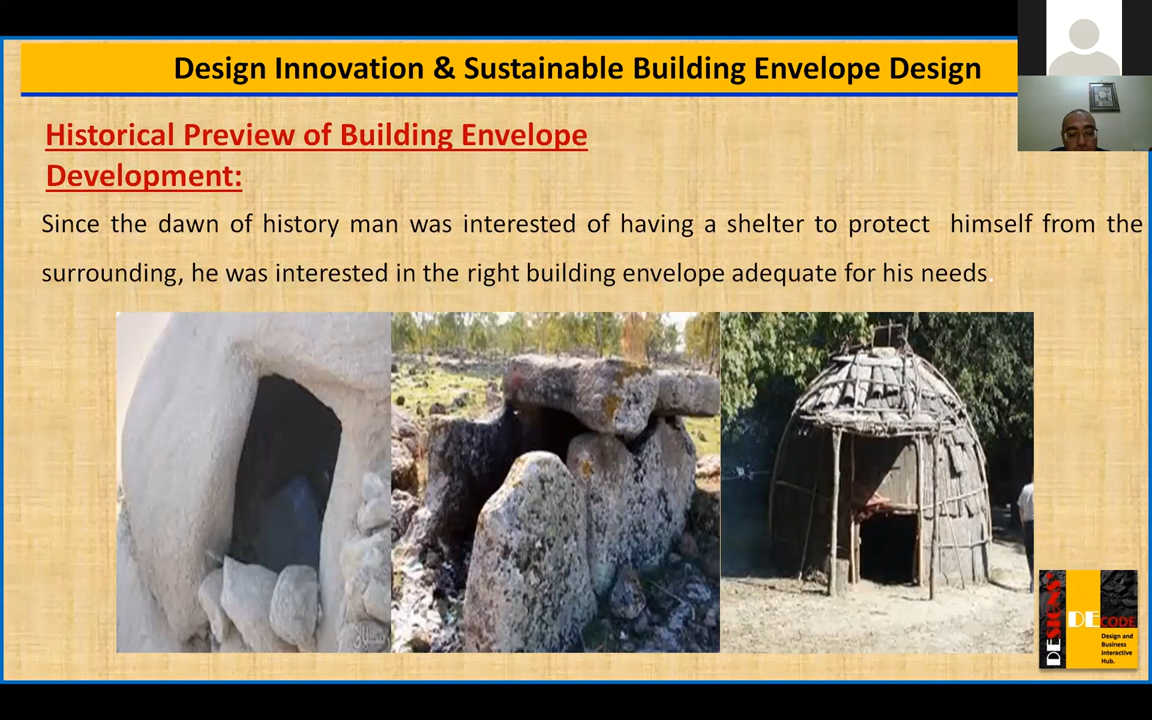 Design Innovation & Sustainable Building Envelope Design
Historical Preview of Building Envelope
Development:
Since the dawn of history man was interested of having a shelter to protect himself from the
surrounding, he was interested in the right building envelope adequate for his needs.
DESIGNS'
DECODE
Design and
Business
Interactive
Hub.